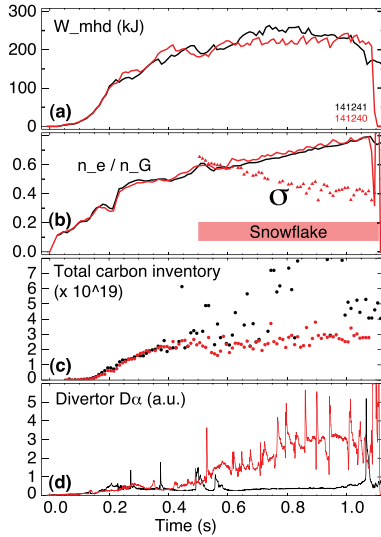 W_mhd (kJ)
300
200
100
0
(a)
141241
141240
n_e / n_G
0.6
0.4
0.2
0.0
(b)
σ
Snowflake
Total carbon inventory
(x 10^19)
8
7
6
5
4
3
2
1
0
(c)
Divertor Dα (a.u.)
5
4
3
2
1
0
(d)
0.0 0.2 0.4 0.6 0.8 1.0
Time (s)